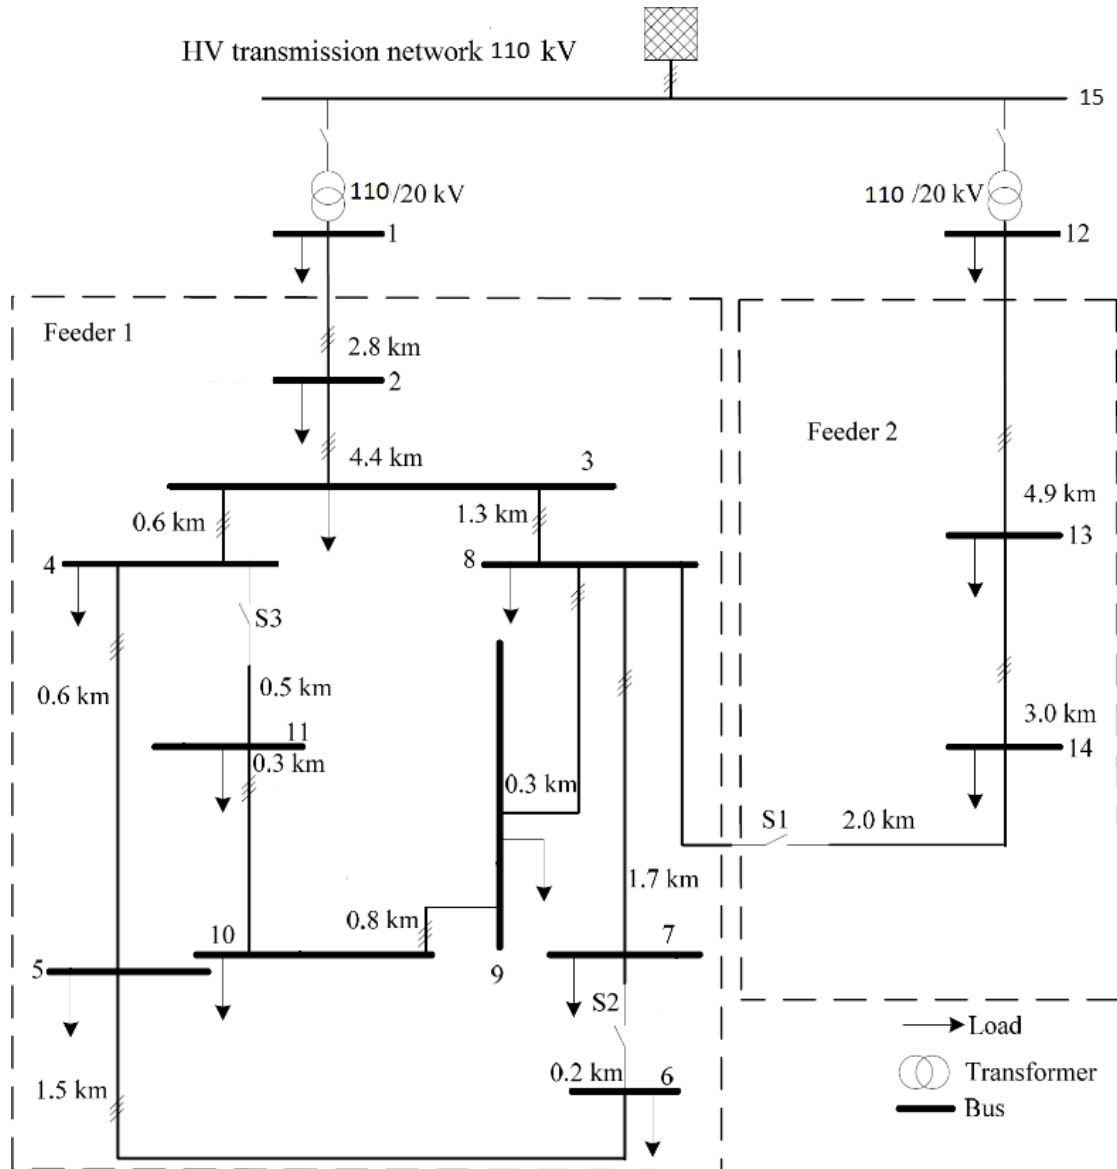 HV transmission network 110 kV
15
110 /20 kV
110 /20 kV
1
12
Feeder 1
2.8 km
2
Feeder 2
4.4 km
3
0.6 km
1.3 km
4.9 km
13
4
8
S3
0.6 km
0.5 km
3.0 km
11
14
0.3 km
0.3 km
S1
2.0 km
1.7 km
0.8 km
10
7
5
9
S2
Load
0.2 km
6
Transformer
1.5 km
Bus